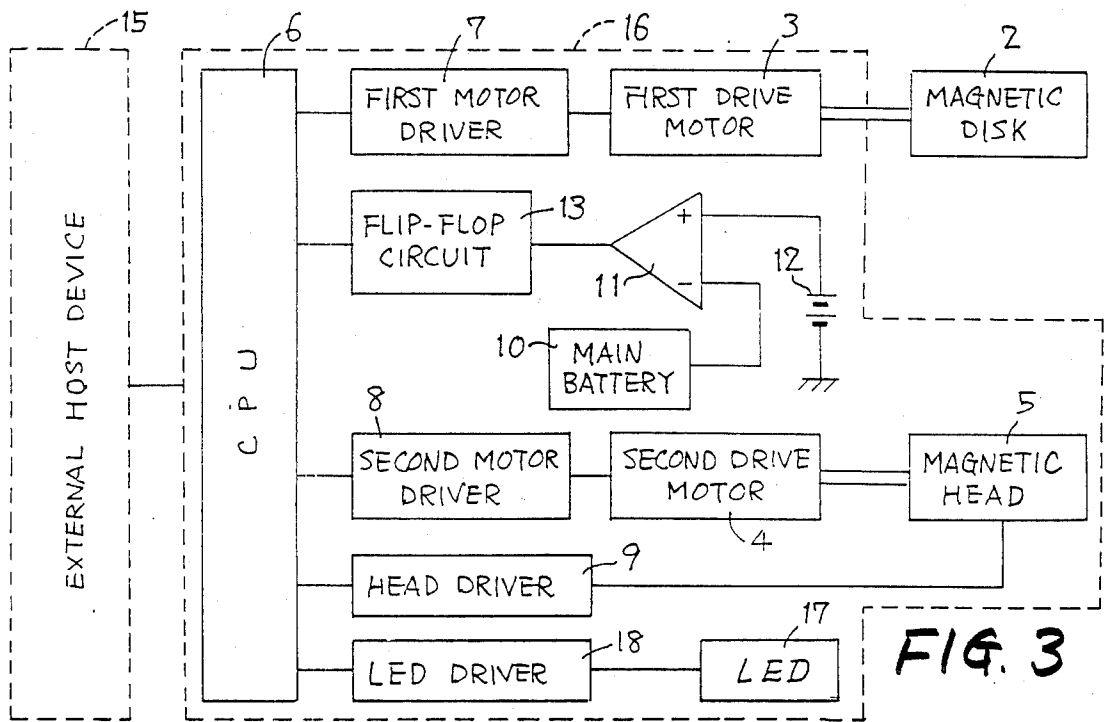 15
6
7
16
3
2
FIRST MOTOR
DRIVER
FIRST DRIVE
MOTOR
MAGNETIC
DISK
FLIP-FLOP
CIRCUIT
13
+
−
11
12
10
MAIN
BATTERY
EXTERNAL HOST DEVICE
CPU
8
SECOND MOTOR
DRIVER
SECOND DRIVE
MOTOR
4
5
MAGNETIC
HEAD
HEAD DRIVER
9
LED DRIVER
18
17
LED
FIG. 3